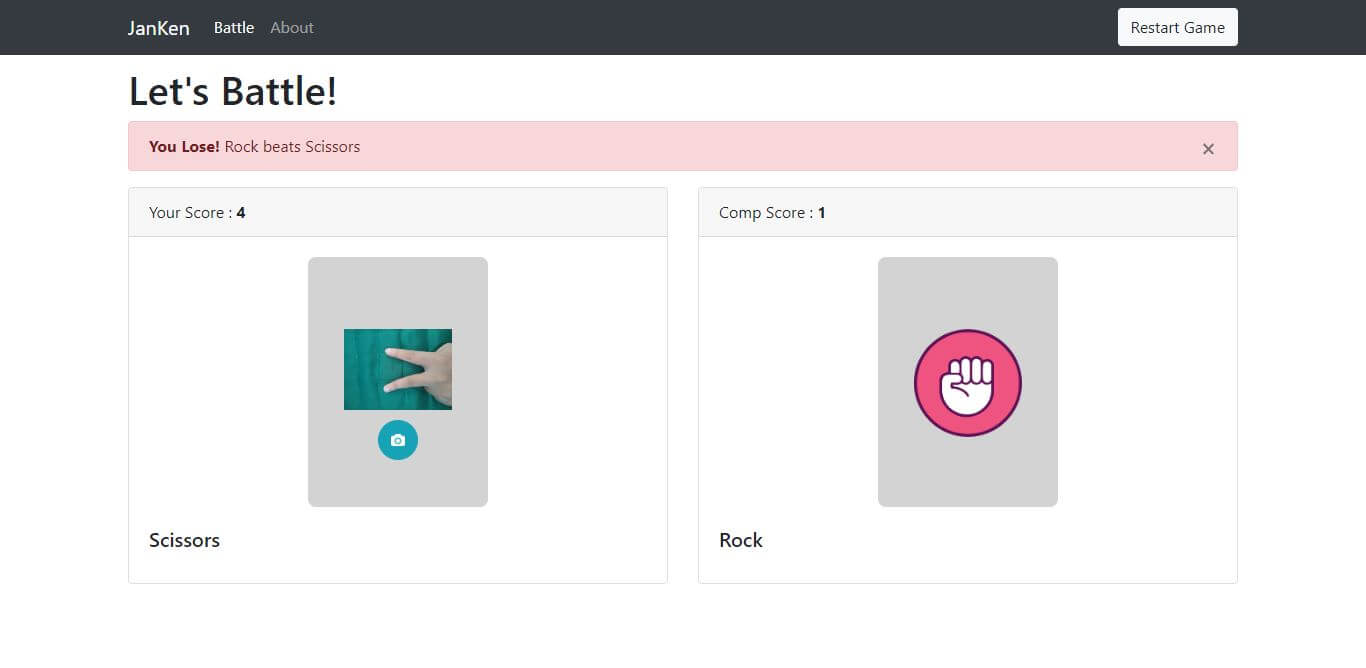 JanKen Battle About Restart Game
Let's Battle!
You Lose! Rock beats Scissors ×
Your Score : 4
Comp Score : 1
Scissors
Rock